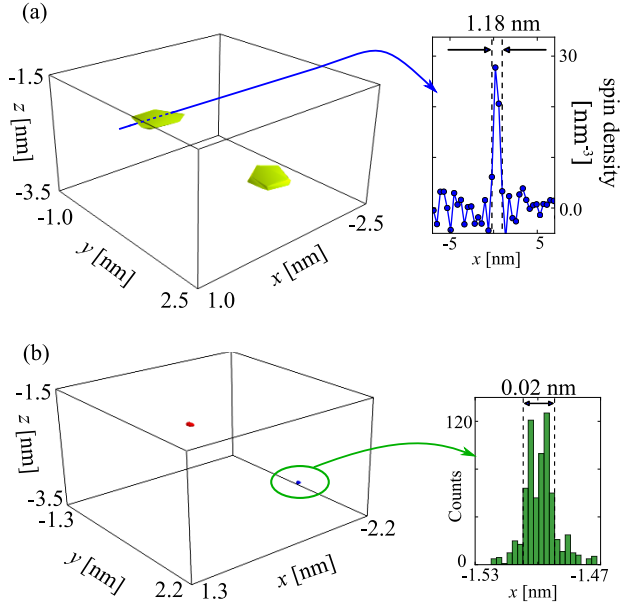 (a)
-1.5
z [nm]
-3.5
-1.0
y [nm]
2.5
1.0
x [nm]
-2.5
1.18 nm
30
0.0
spin density
[nm-3]
-5
5
x [nm]
(b)
-1.5
z [nm]
-3.5
-1.3
y [nm]
2.2
1.3
x [nm]
-2.2
0.02 nm
120
Counts
0
-1.53
-1.47
x [nm]